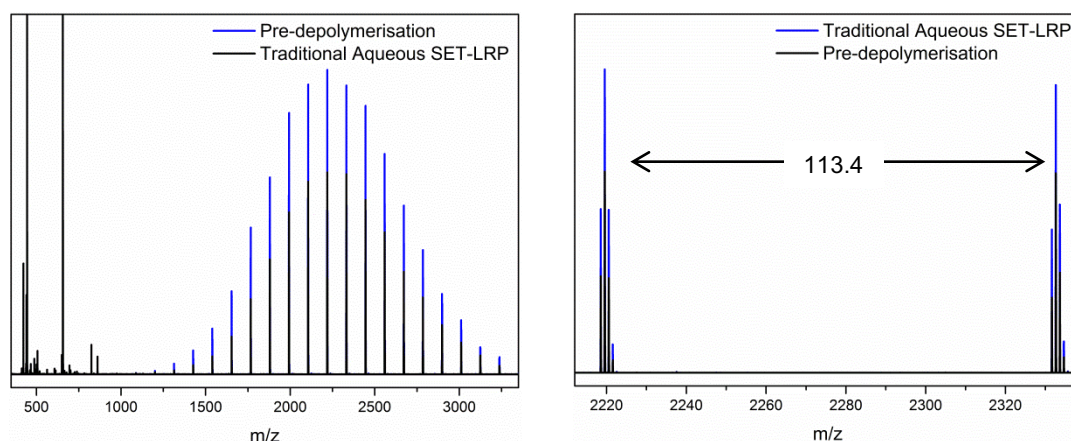 Pre-depolymerisation
Traditional Aqueous SET-LRP
500 1000 1500 2000 2500 3000
m/z
Traditional Aqueous SET-LRP
Pre-depolymerisation
113.4
2220 2240 2260 2280 2300 2320
m/z